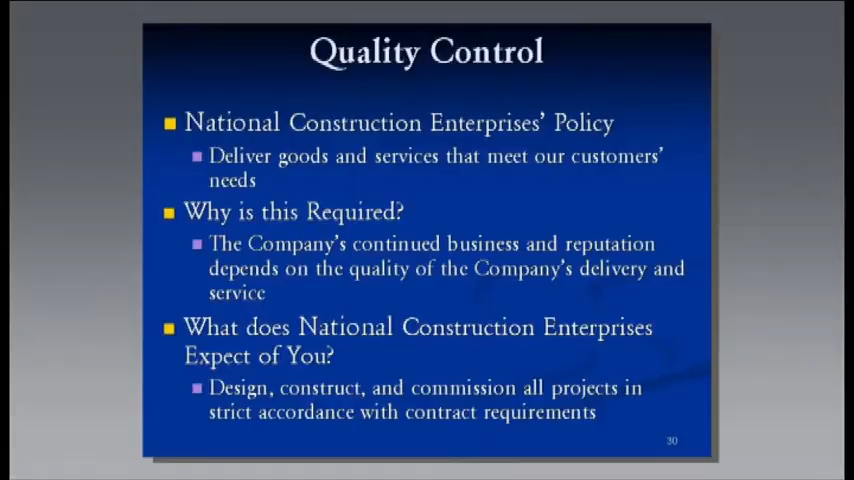 Quality Control
National Construction Enterprises' Policy
Deliver goods and services that meet our customers'
needs
Why is this Required?
The Company's continued business and reputation
depends on the quality of the Company's delivery and
service
What does National Construction Enterprises
Expect of You?
Design, construct, and commission all projects in
strict accordance with contract requirements
30